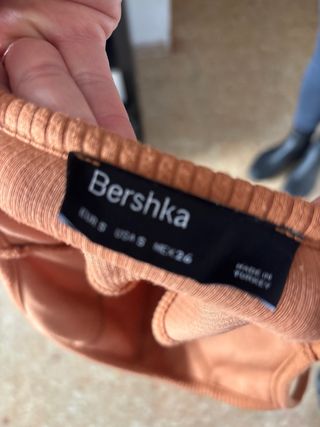 Bershka
EUR S USA S MEX 26
MADE IN
TURKEY